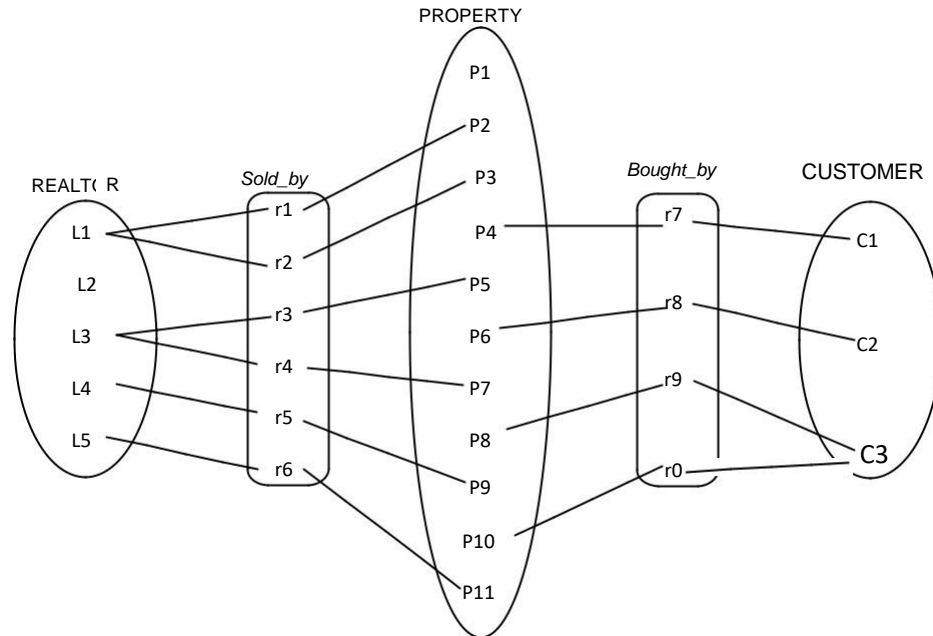 PROPERTY
P1
P2
P3
P4
P5
P6
P7
P8
P9
P10
P11
REALTOR
L1
L2
L3
L4
L5
Sold_by
r1
r2
r3
r4
r5
r6
Bought_by
r7
r8
r9
r0
CUSTOMER
C1
C2
C3